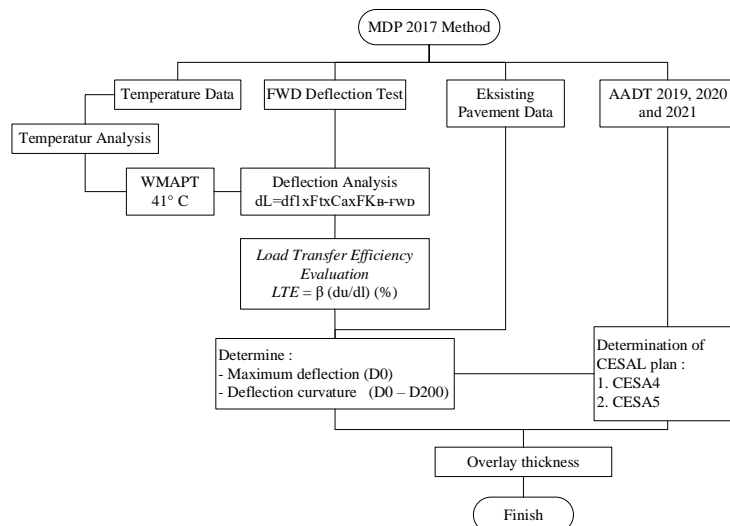 MDP 2017 Method
Temperature Data
FWD Deflection Test
Eksisting
Pavement Data
AADT 2019, 2020
and 2021
Temperatur Analysis
WMAPT
41° C
Deflection Analysis
dL=df1xFtxCaxFKB-FWD
Load Transfer Efficiency
Evaluation
LTE = β (du/dl) (%)
Determine :
- Maximum deflection (D0)
- Deflection curvature (D0 – D200)
Determination of
CESAL plan :
1. CESA4
2. CESA5
Overlay thickness
Finish